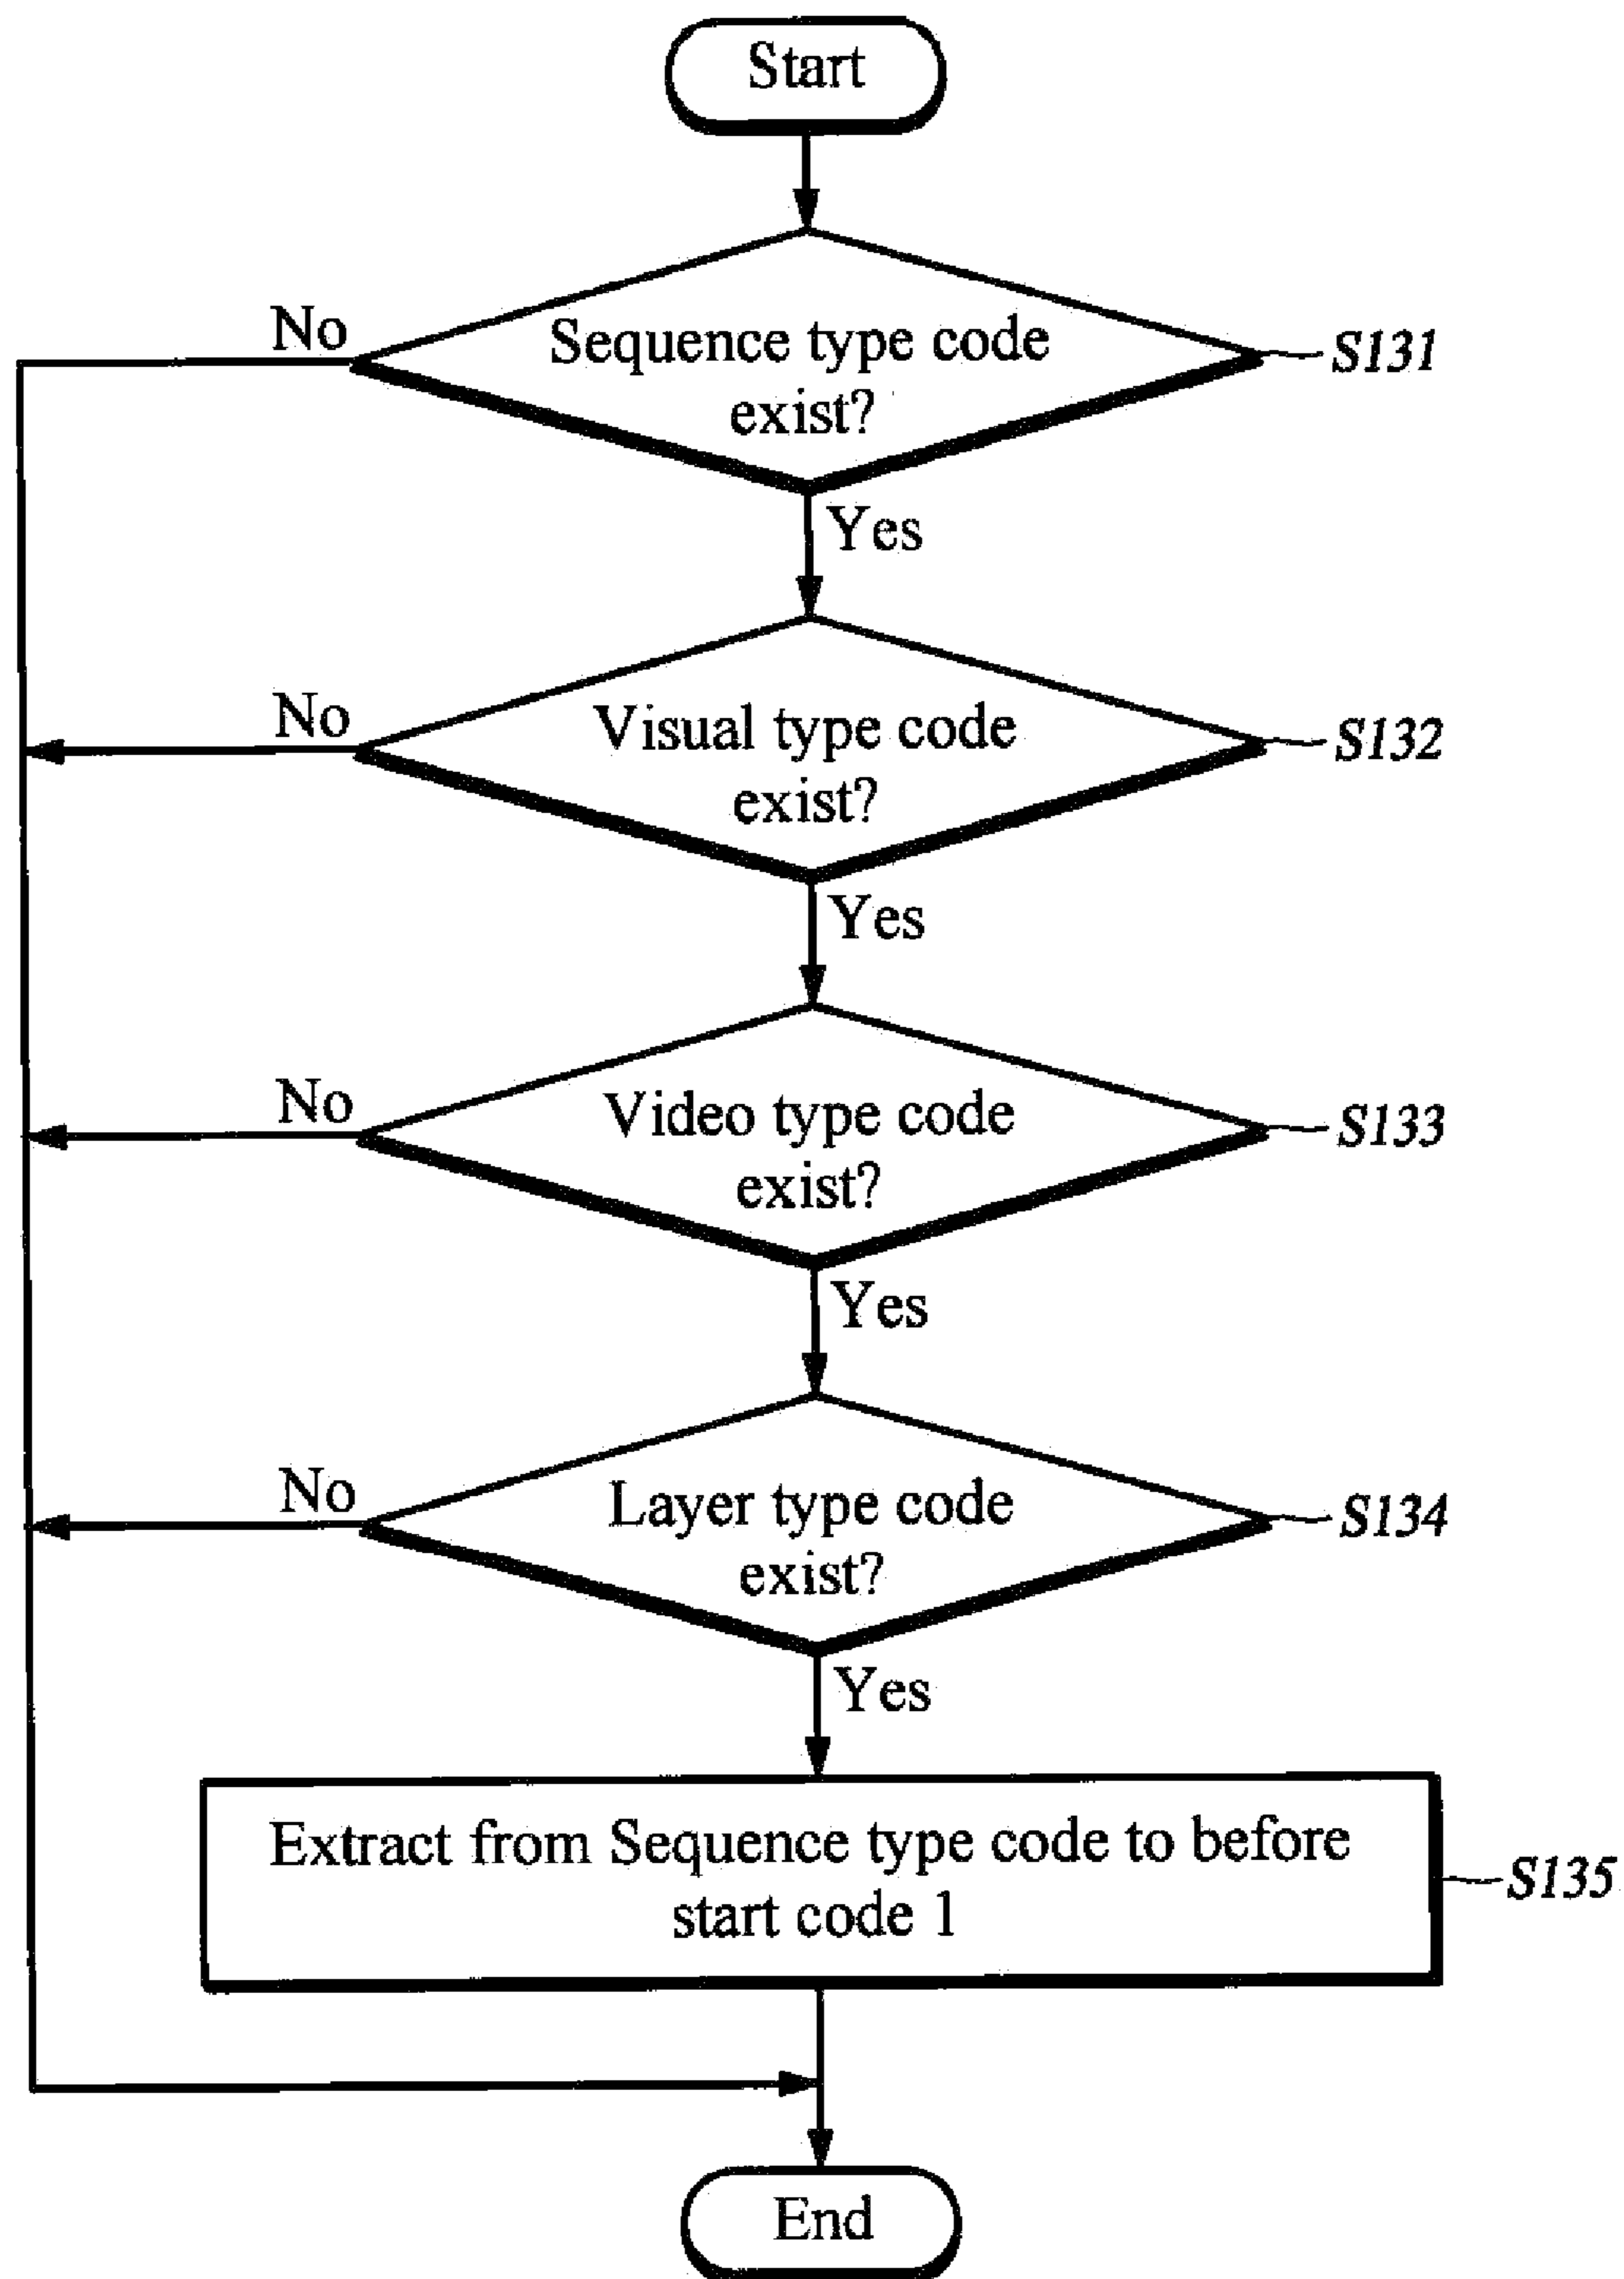 Start
No
Sequence type code
exist?
S131
Yes
No
Visual type code
exist?
S132
Yes
No
Video type code
exist?
S133
Yes
No
Layer type code
exist?
S134
Yes
Extract from Sequence type code to before
start code 1
S135
End